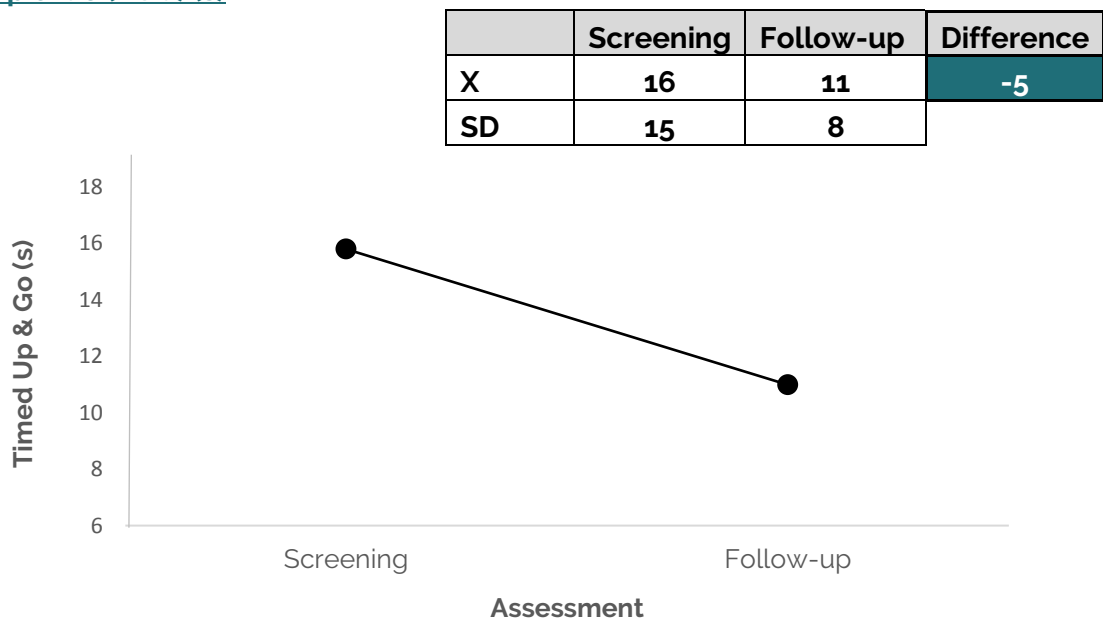 Screening Follow-up Difference
X 16 11 -5
SD 15 8
18
16
14
12
10
8
6
Timed Up & Go (s)
Screening Follow-up
Assessment